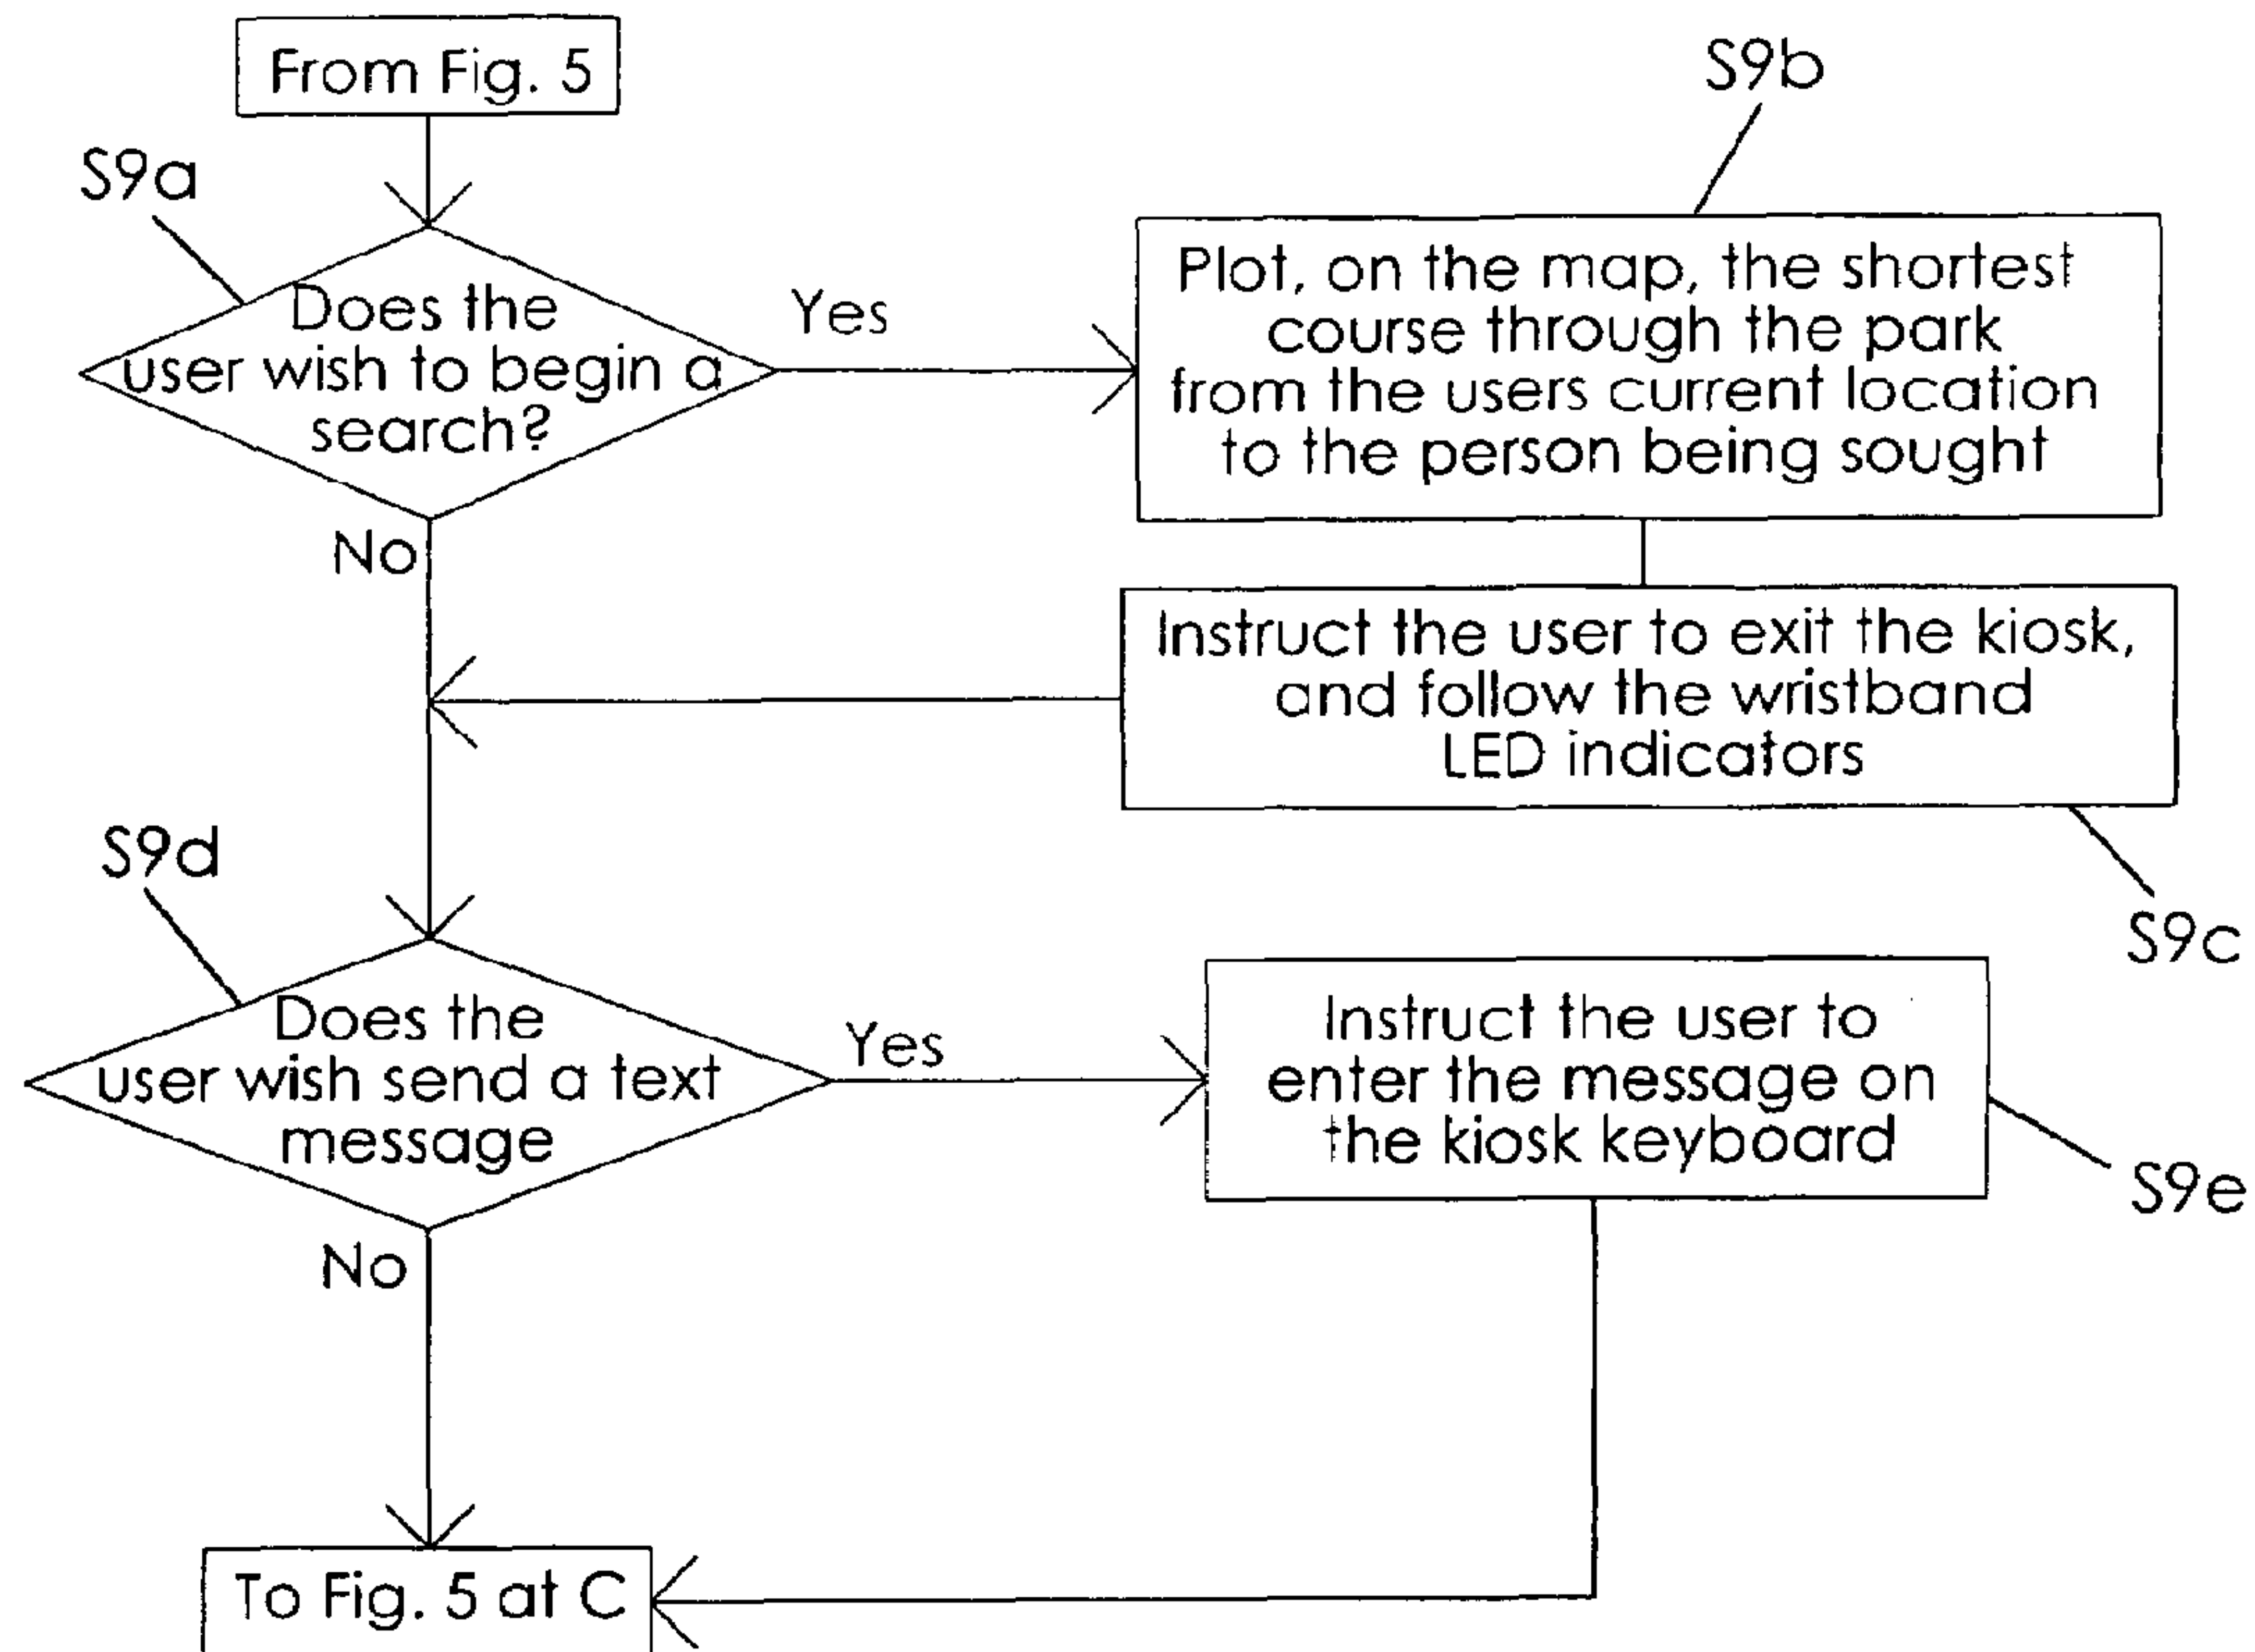 From Fig. 5
S9b
S9a
Does the
user wish to begin a
search?
Yes
Plot, on the map, the shortest
course through the park
from the users current location
to the person being sought
No
Instruct the user to exit the kiosk,
and follow the wristband
LED indicators
S9c
S9d
Does the
user wish send a text
message
Yes
Instruct the user to
enter the message on
the kiosk keyboard
S9e
No
To Fig. 5 at C